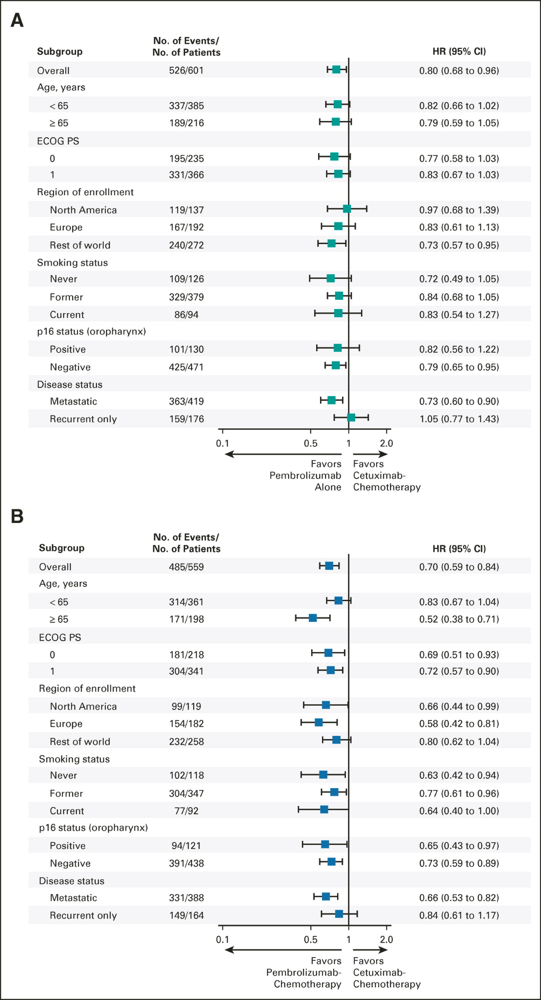 A
No. of Events/
Subgroup No. of Patients HR (95% CI)
Overall 526/601 0.80 (0.68 to 0.96)
Age, years
< 65 337/385 0.82 (0.66 to 1.02)
≥ 65 189/216 0.79 (0.59 to 1.05)
ECOG PS
0 195/235 0.77 (0.58 to 1.03)
1 331/366 0.83 (0.67 to 1.03)
Region of enrollment
North America 119/137 0.97 (0.68 to 1.39)
Europe 167/192 0.83 (0.61 to 1.13)
Rest of world 240/272 0.73 (0.57 to 0.95)
Smoking status
Never 109/126 0.72 (0.49 to 1.05)
Former 329/379 0.84 (0.68 to 1.05)
Current 86/94 0.83 (0.54 to 1.27)
p16 status (oropharynx)
Positive 101/130 0.82 (0.56 to 1.22)
Negative 425/471 0.79 (0.65 to 0.95)
Disease status
Metastatic 363/419 0.73 (0.60 to 0.90)
Recurrent only 159/176 1.05 (0.77 to 1.43)
0.1 0.5 1 2.0
Favors Favors
Pembrolizumab Cetuximab-
Alone Chemotherapy
B
No. of Events/
Subgroup No. of Patients HR (95% CI)
Overall 485/559 0.70 (0.59 to 0.84)
Age, years
< 65 314/361 0.83 (0.67 to 1.04)
≥ 65 171/198 0.52 (0.38 to 0.71)
ECOG PS
0 181/218 0.69 (0.51 to 0.93)
1 304/341 0.72 (0.57 to 0.90)
Region of enrollment
North America 99/119 0.66 (0.44 to 0.99)
Europe 154/182 0.58 (0.42 to 0.81)
Rest of world 232/258 0.80 (0.62 to 1.04)
Smoking status
Never 102/118 0.63 (0.42 to 0.94)
Former 304/347 0.77 (0.61 to 0.96)
Current 77/92 0.64 (0.40 to 1.00)
p16 status (oropharynx)
Positive 94/121 0.65 (0.43 to 0.97)
Negative 391/438 0.73 (0.59 to 0.89)
Disease status
Metastatic 331/388 0.66 (0.53 to 0.82)
Recurrent only 149/164 0.84 (0.61 to 1.17)
0.1 0.5 1 2.0
Favors Favors
Pembrolizumab- Cetuximab-
Chemotherapy Chemotherapy